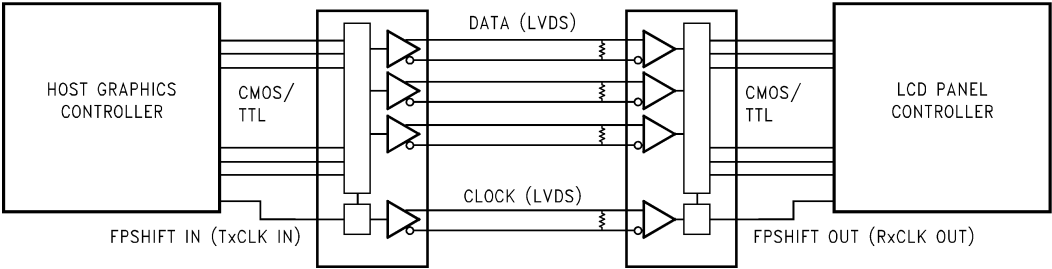 DATA (LVDS)
HOST GRAPHICS
CONTROLLER
CMOS/
TTL
CMOS/
TTL
LCD PANEL
CONTROLLER
CLOCK (LVDS)
FPSHIFT IN (TxCLK IN)
FPSHIFT OUT (RxCLK OUT)